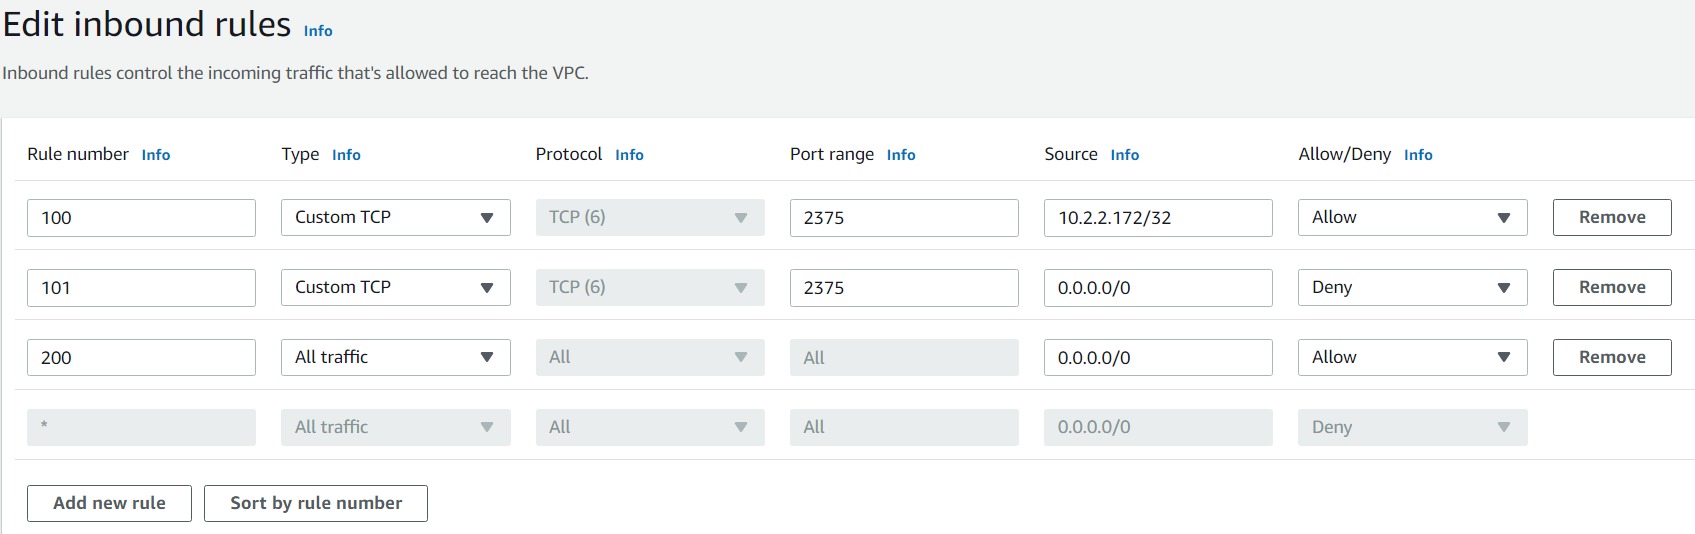 Edit inbound rules Info
Inbound rules control the incoming traffic that's allowed to reach the VPC.
Rule number Info Type Info Protocol Info Port range Info Source Info Allow/Deny Info
100 Custom TCP TCP (6) 2375 10.2.2.172/32 Allow Remove
101 Custom TCP TCP (6) 2375 0.0.0.0/0 Deny Remove
200 All traffic All All 0.0.0.0/0 Allow Remove
* All traffic All All 0.0.0.0/0 Deny
Add new rule Sort by rule number